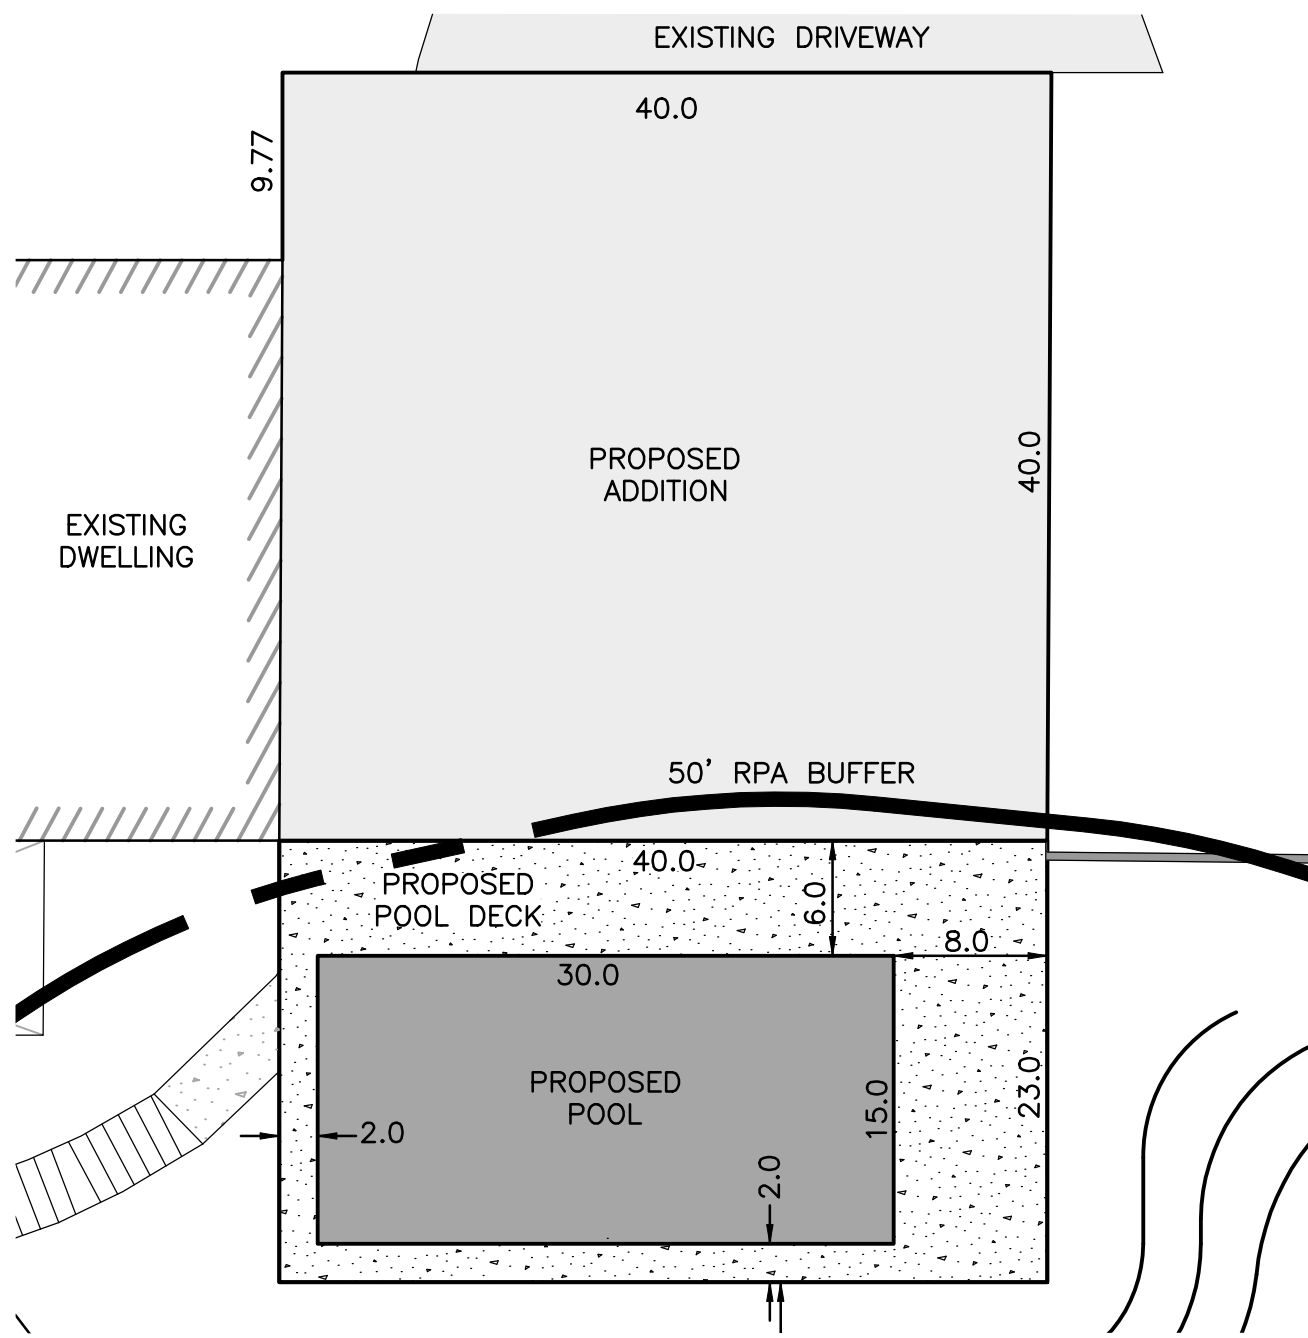 EXISTING DRIVEWAY
40.0
9.77
PROPOSED
ADDITION
40.0
EXISTING
DWELLING
50' RPA BUFFER
40.0
PROPOSED
POOL DECK
6.0
8.0
30.0
PROPOSED
POOL
15.0
23.0
2.0
2.0